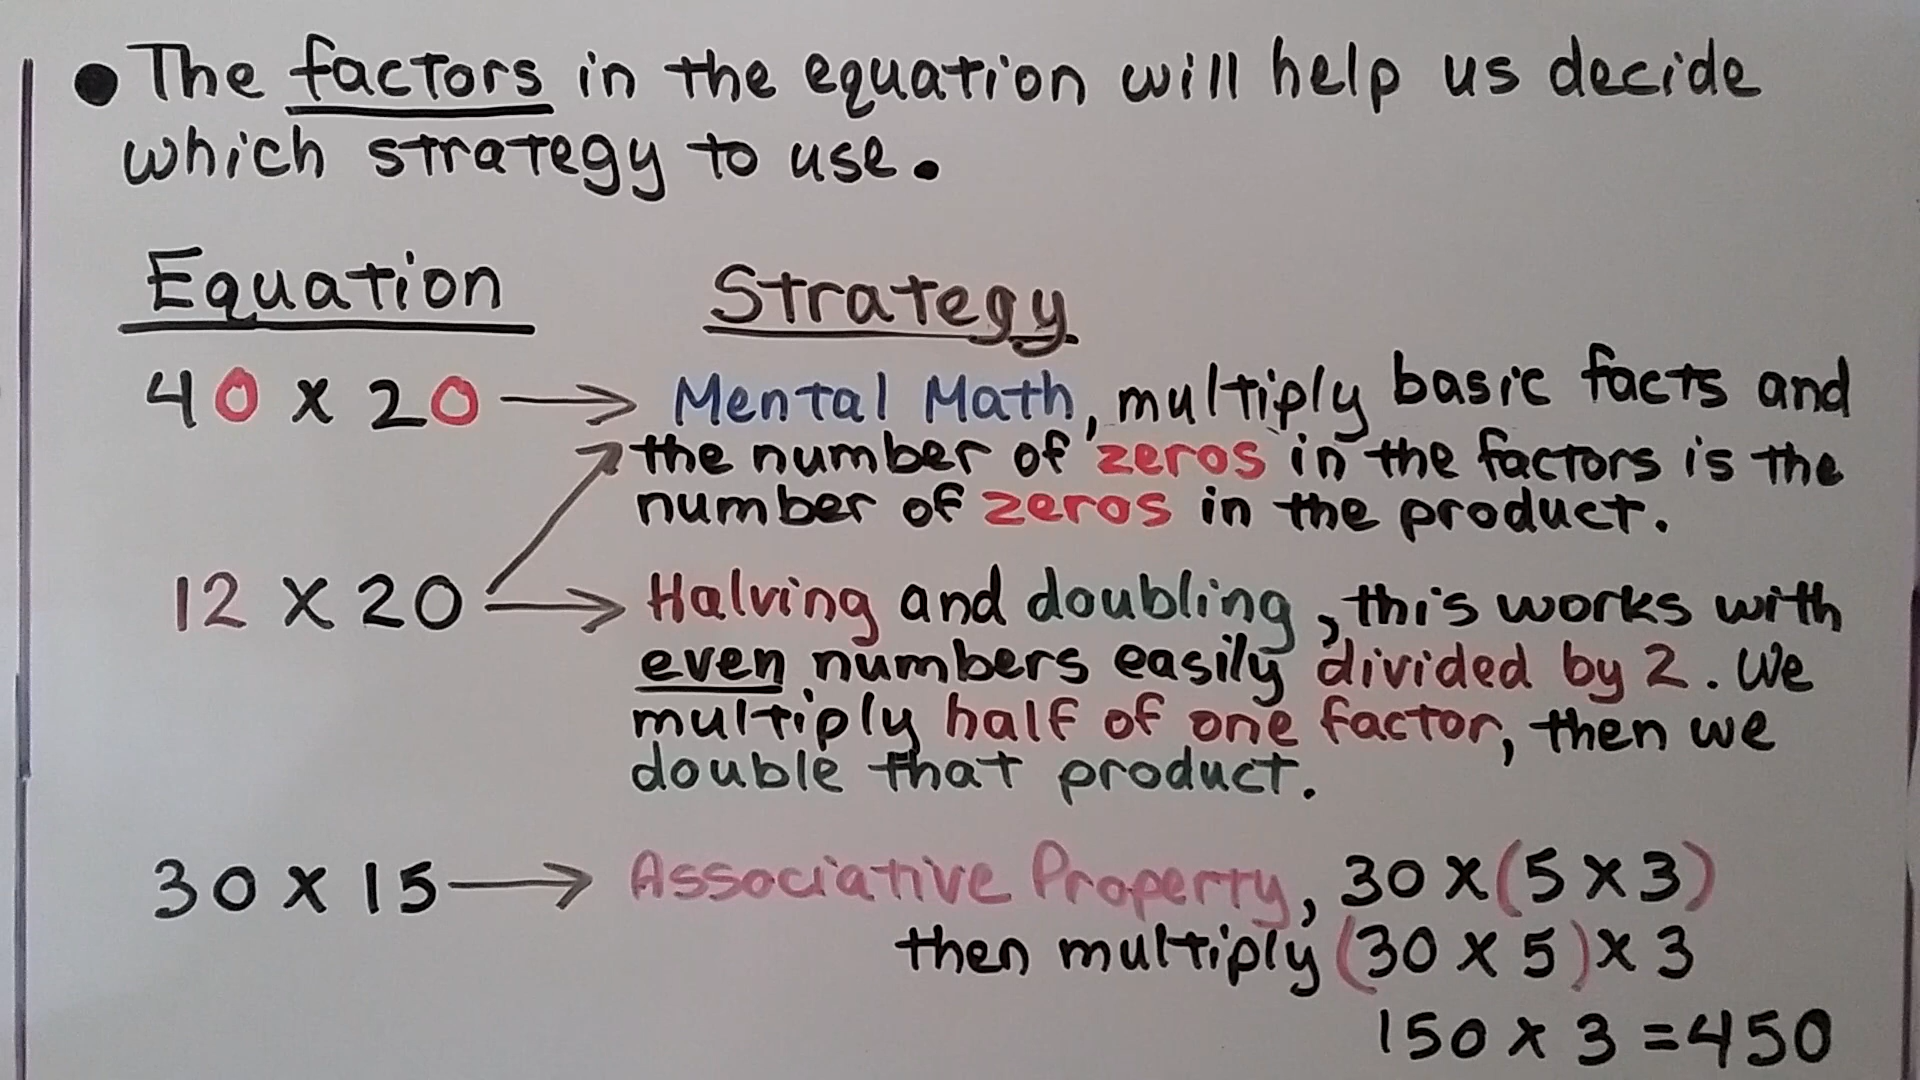 ● The factors in the equation will help us decide
which strategy to use.
Equation
Strategy
40 x 20 → Mental Math, multiply basic facts and
the number of zeros in the factors is the
number of zeros in the product.
12 x 20 → Halving and doubling, this works with
even numbers easily divided by 2. We
multiply half of one factor, then we
double that product.
30 x 15 → Associative Property, 30 x (5 x 3)
then multiply (30 x 5) x 3
150 x 3 = 450